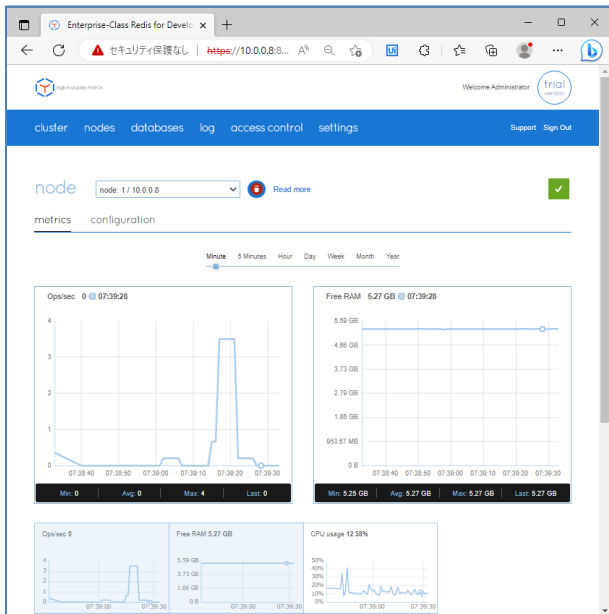 Enterprise-Class Redis for Develo
セキュリティ保護なし | https://10.0.0.8:8...
High Availability Add-On
Welcome Administrator
trial
version
cluster nodes databases log access control settings
Support Sign Out
node
node: 1 / 10.0.0.8
Read more
metrics configuration
Minute 5 Minutes Hour Day Week Month Year
Ops/sec 0 @ 07:39:28
4
3
2
1
0
07:38:40 07:38:50 07:39:00 07:39:10 07:39:20 07:39:30
Min: 0 Avg: 0 Max: 4 Last: 0
Free RAM 5.27 GB @ 07:39:28
5.59 GB
4.66 GB
3.73 GB
2.79 GB
1.86 GB
953.67 MB
0 B
07:38:40 07:38:50 07:39:00 07:39:10 07:39:20 07:39:30
Min: 5.25 GB Avg: 5.27 GB Max: 5.27 GB Last: 5.27 GB
Ops/sec 0
4
3
2
1
0
07:39:00 07:39:30
Free RAM 5.27 GB
5.59 GB
3.73 GB
1.86 GB
0 B
07:39:00 07:39:30
CPU usage 12.58%
50%
40%
30%
20%
10%
0%
07:39:00 07:39:30